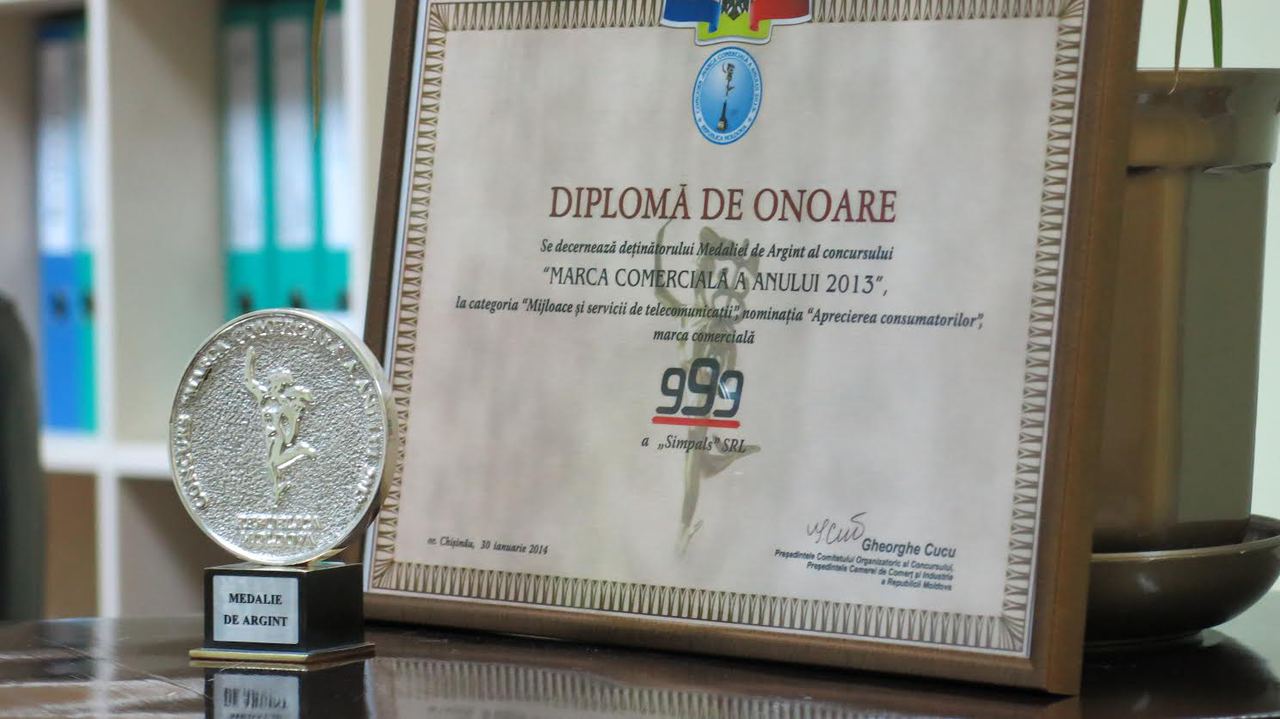 DIPLOMĂ DE ONOARE
Se decernează deținătorului Medaliei de Argint al concursului
"MARCA COMERCIALĂ A ANULUI 2013",
la categoria "Mijloace și servicii de telecomunicații", nominația "Aprecierea consumatorilor",
marca comercială
999
a „Simpals" SRL
or. Chișinău, 30 ianuarie 2014
Gheorghe Cucu
Președintele Comitetului Organizatoric al Concursului,
Președintele Camerei de Comerț și Industrie
a Republicii Moldova
REPUBLICA
MOLDOVA
MEDALIE
DE ARGINT